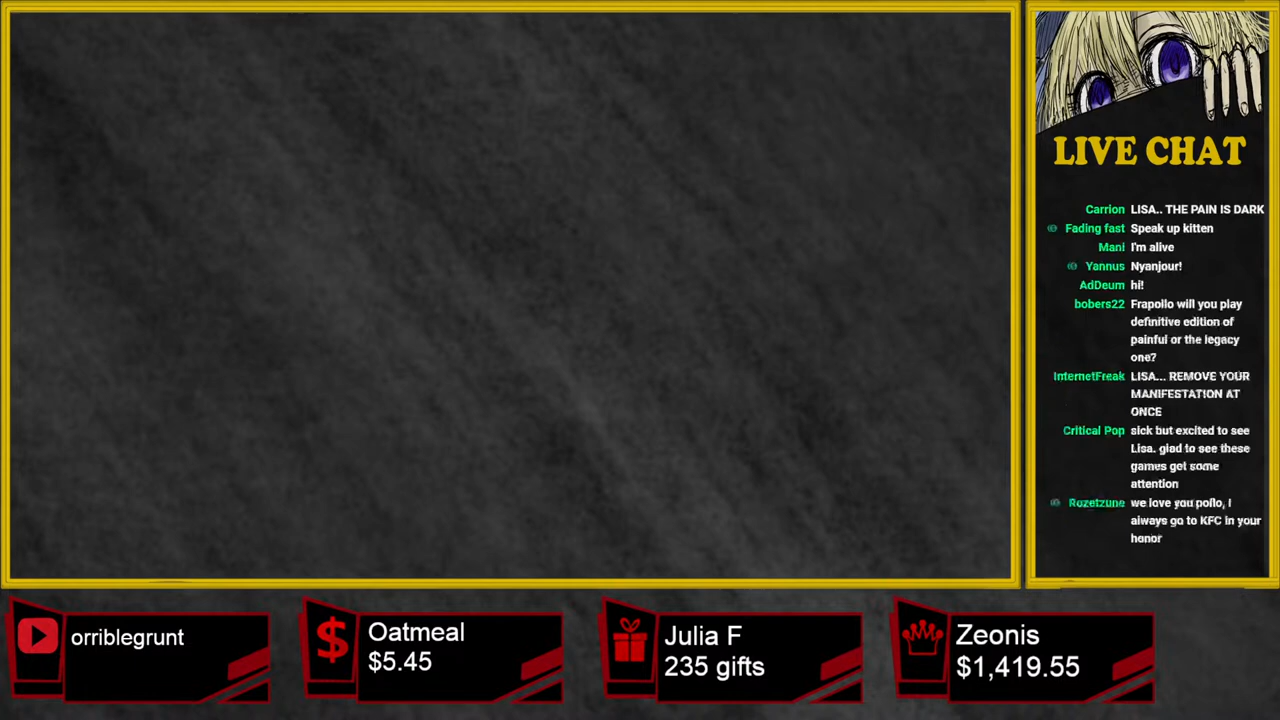 LIVE CHAT
Carrion LISA.. THE PAIN IS DARK
Fading fast Speak up kitten
Mani I'm alive
Yannus Nyanjour!
AdDeum hi!
bobers22 Frapollo will you play
definitive edition of
painful or the legacy
one?
InternetFreak LISA... REMOVE YOUR
MANIFESTATION AT
ONCE
Critical Pop sick but excited to see
Lisa. glad to see these
games get some
attention
Rozetzune we love you pollo, I
always go to KFC in your
honor
orriblegrunt
Oatmeal
$5.45
Julia F
235 gifts
Zeonis
$1,419.55